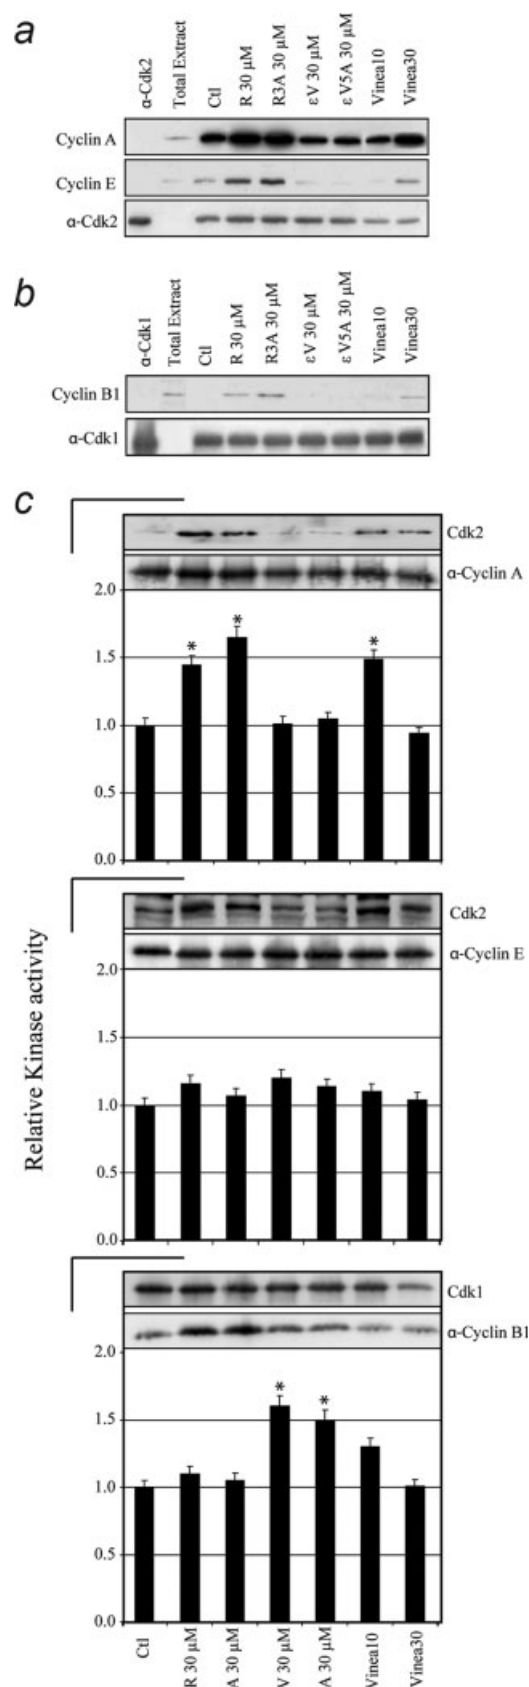 a
α-Cdk2
Total Extract
Ctl
R 30 μM
R3A 30 μM
εV 30 μM
εV5A 30 μM
Vinea10
Vinea30
Cyclin A
Cyclin E
α-Cdk2
b
α-Cdk1
Total Extract
Ctl
R 30 μM
R3A 30 μM
εV 30 μM
εV5A 30 μM
Vinea10
Vinea30
Cyclin B1
α-Cdk1
c
Relative Kinase activity
Cdk2
α-Cyclin A
2.0
* * *
1.5
1.0
0.5
0.0
Cdk2
α-Cyclin E
2.0
1.5
1.0
0.5
0.0
Cdk1
α-Cyclin B1
2.0
* *
1.5
1.0
0.5
0.0
Ctl
R 30 μM
A 30 μM
V 30 μM
A 30 μM
Vinea10
Vinea30